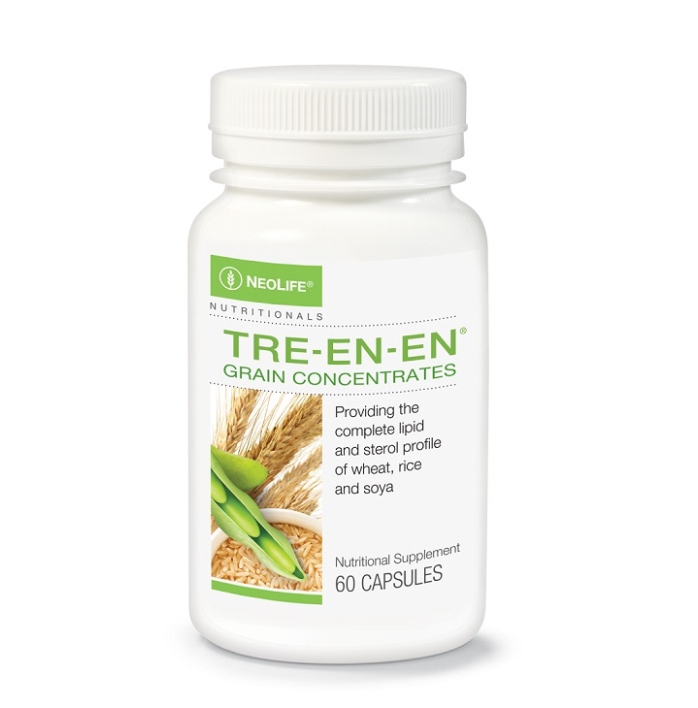 NEOLIFE®
NUTRITIONALS
TRE-EN-EN®
GRAIN CONCENTRATES
Providing the
complete lipid
and sterol profile
of wheat, rice
and soya
Nutritional Supplement
60 CAPSULES